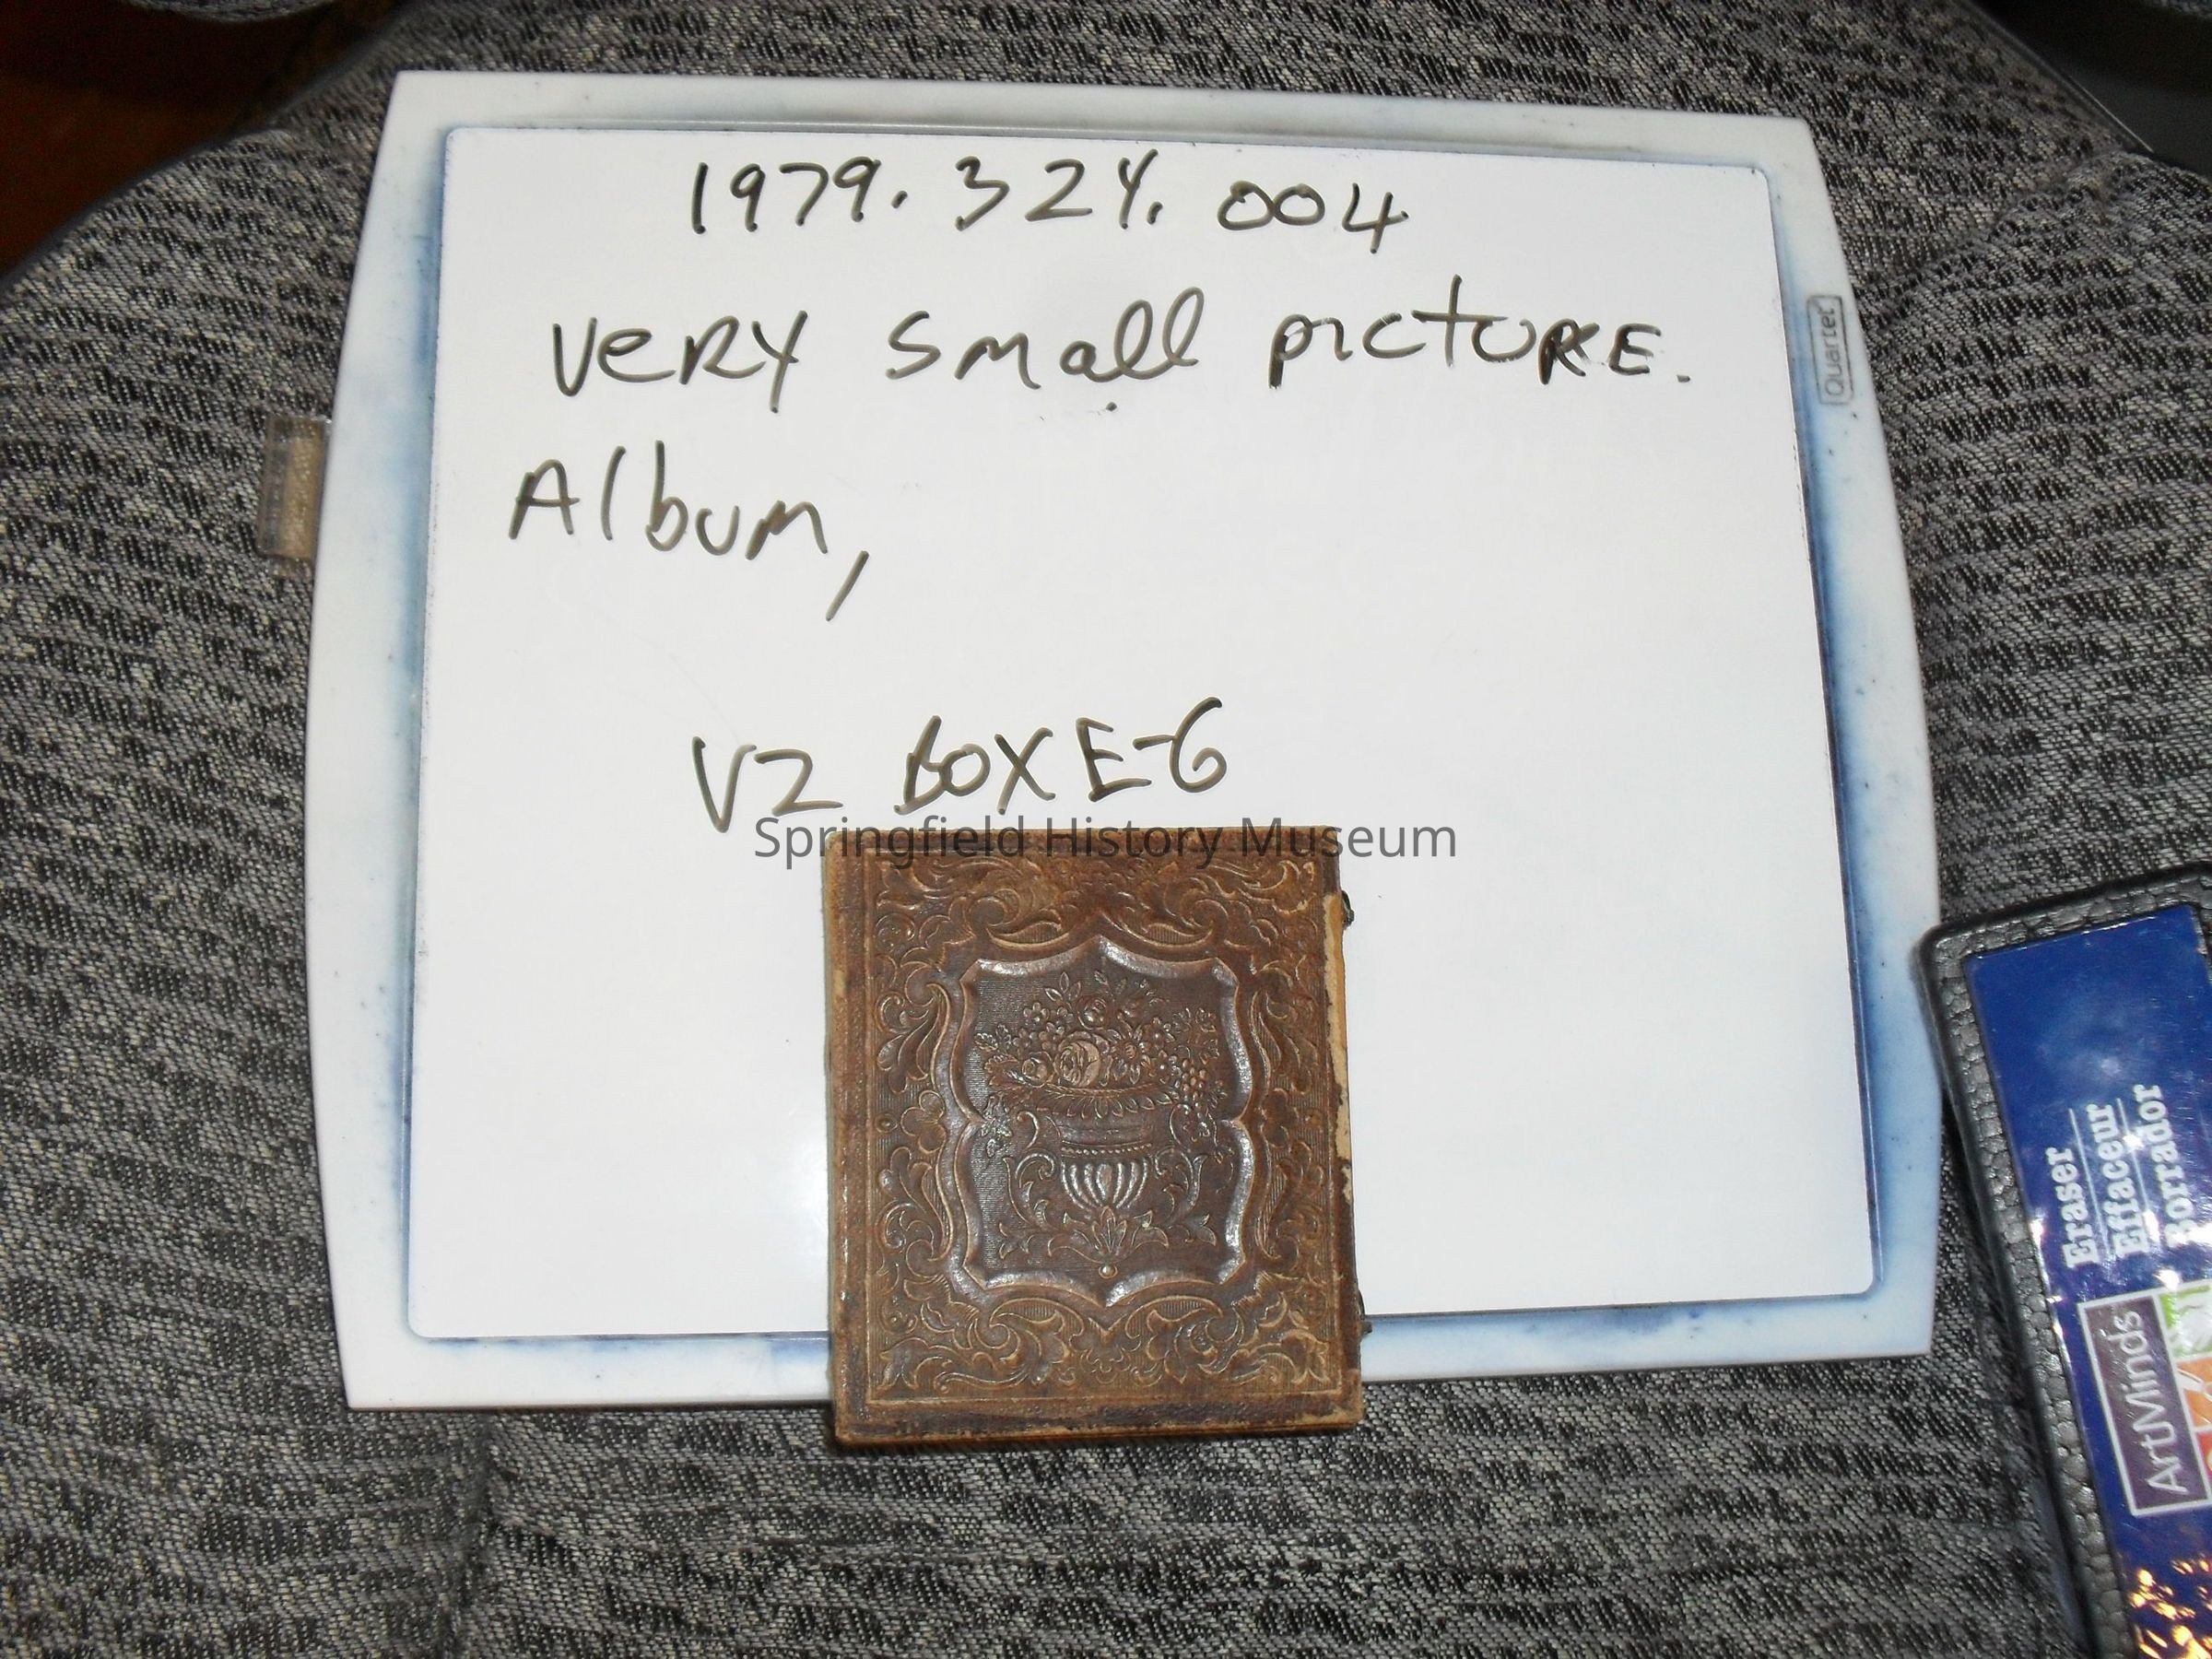 1979. 324. 004
very small picture.
Album,
V2 Box E-6
Springfield History Museum
Quartet
Eraser
Effaceur
Borrador
ArtMinds